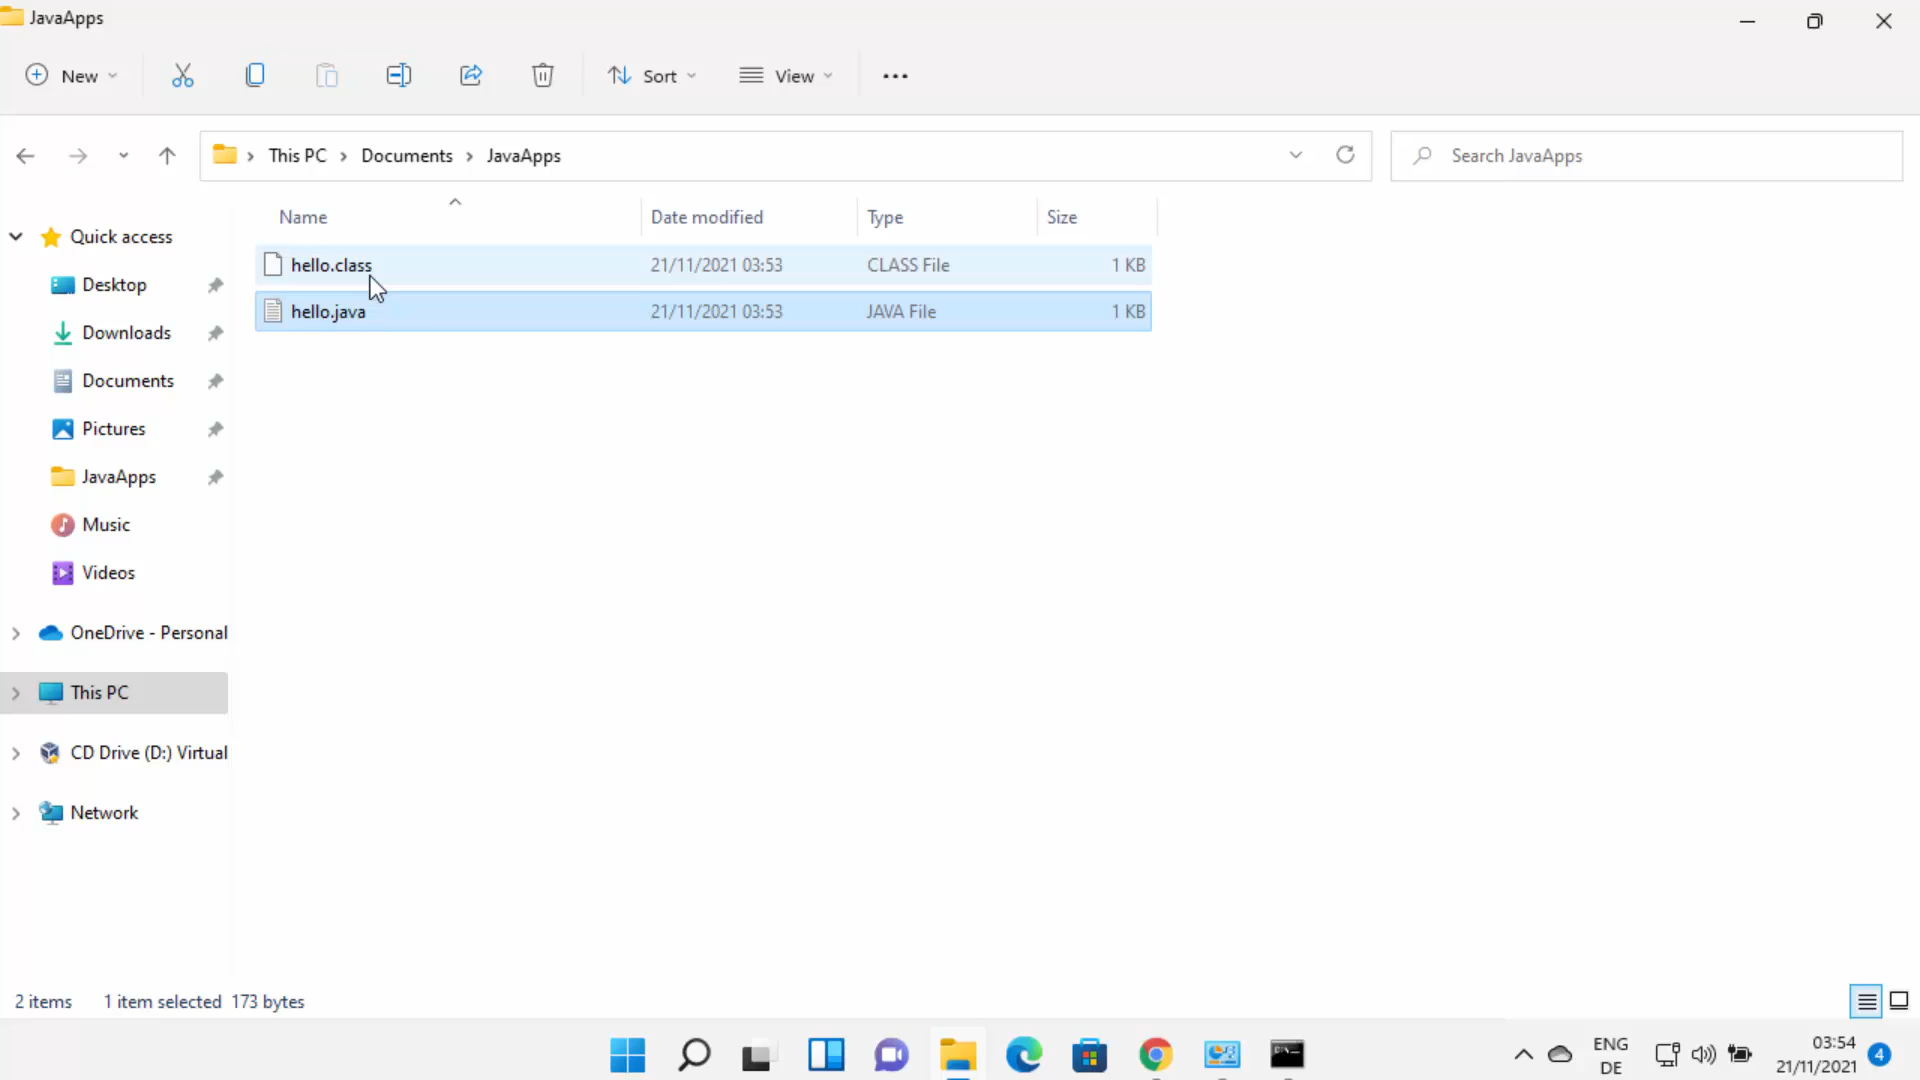 JavaApps
New
Sort
View
This PC
Documents
JavaApps
Search JavaApps
Name
Date modified
Type
Size
hello.class
21/11/2021 03:53
CLASS File
1 KB
hello.java
21/11/2021 03:53
JAVA File
1 KB
Quick access
Desktop
Downloads
Documents
Pictures
JavaApps
Music
Videos
OneDrive - Personal
This PC
CD Drive (D:) Virtual
Network
2 items
1 item selected 173 bytes
ENG
DE
03:54
21/11/2021
4